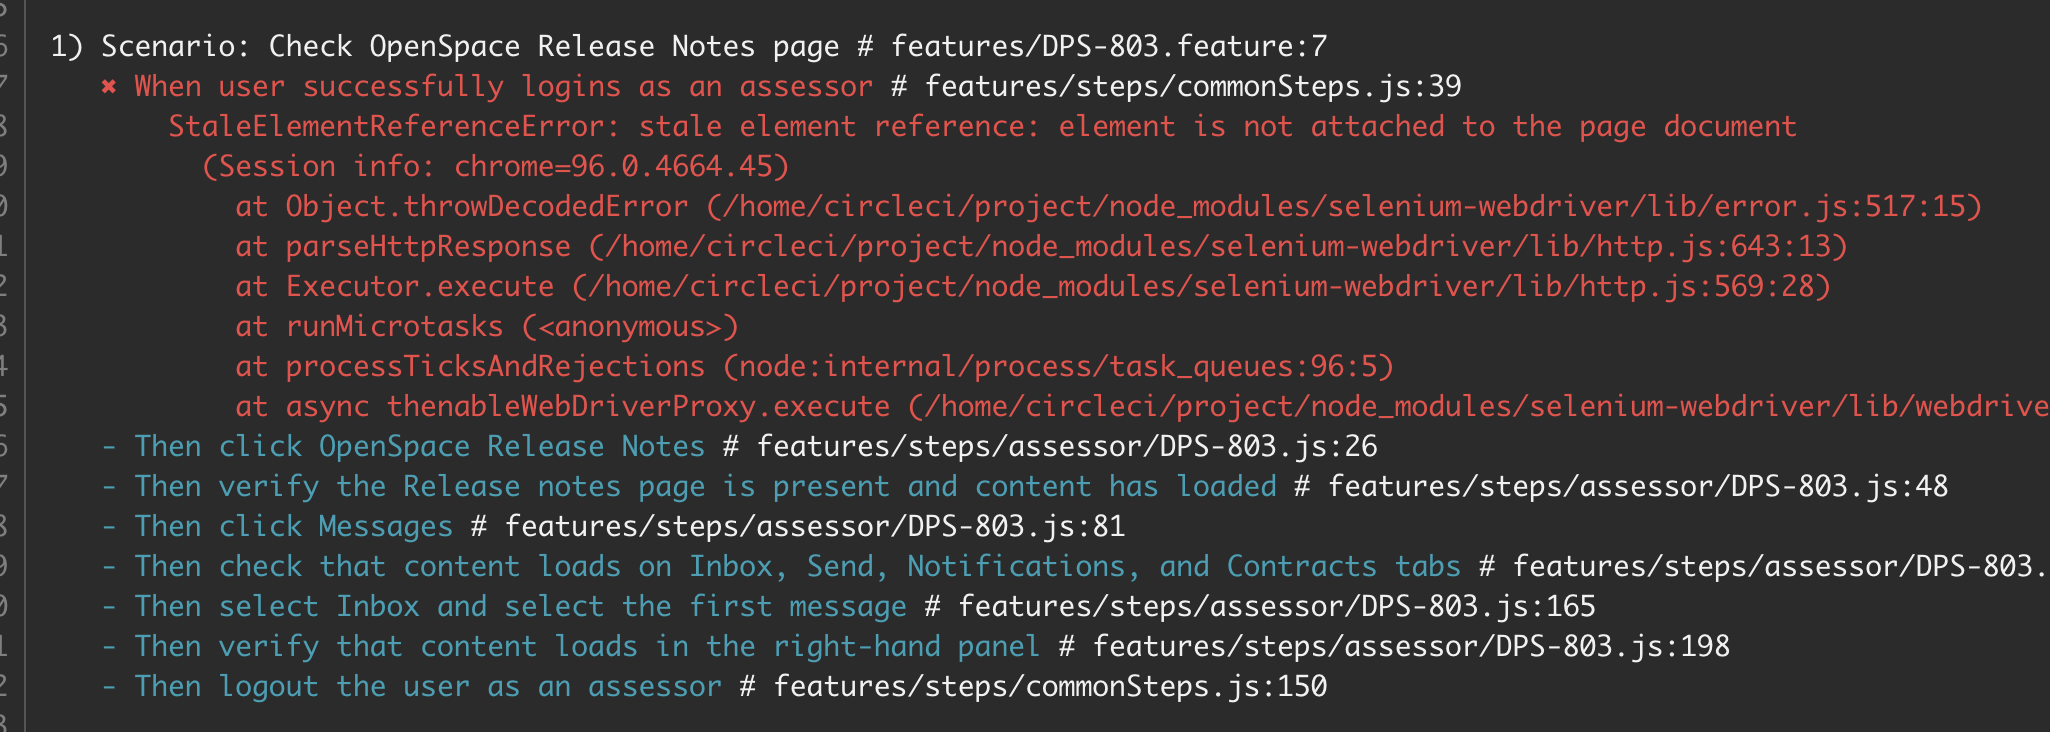 1) Scenario: Check OpenSpace Release Notes page # features/DPS-803.feature:7
✖ When user successfully logins as an assessor # features/steps/commonSteps.js:39
StaleElementReferenceError: stale element reference: element is not attached to the page document
(Session info: chrome=96.0.4664.45)
at Object.throwDecodedError (/home/circleci/project/node_modules/selenium-webdriver/lib/error.js:517:15)
at parseHttpResponse (/home/circleci/project/node_modules/selenium-webdriver/lib/http.js:643:13)
at Executor.execute (/home/circleci/project/node_modules/selenium-webdriver/lib/http.js:569:28)
at runMicrotasks (<anonymous>)
at processTicksAndRejections (node:internal/process/task_queues:96:5)
at async thenableWebDriverProxy.execute (/home/circleci/project/node_modules/selenium-webdriver/lib/webdrive
- Then click OpenSpace Release Notes # features/steps/assessor/DPS-803.js:26
- Then verify the Release notes page is present and content has loaded # features/steps/assessor/DPS-803.js:48
- Then click Messages # features/steps/assessor/DPS-803.js:81
- Then check that content loads on Inbox, Send, Notifications, and Contracts tabs # features/steps/assessor/DPS-803.
- Then select Inbox and select the first message # features/steps/assessor/DPS-803.js:165
- Then verify that content loads in the right-hand panel # features/steps/assessor/DPS-803.js:198
- Then logout the user as an assessor # features/steps/commonSteps.js:150